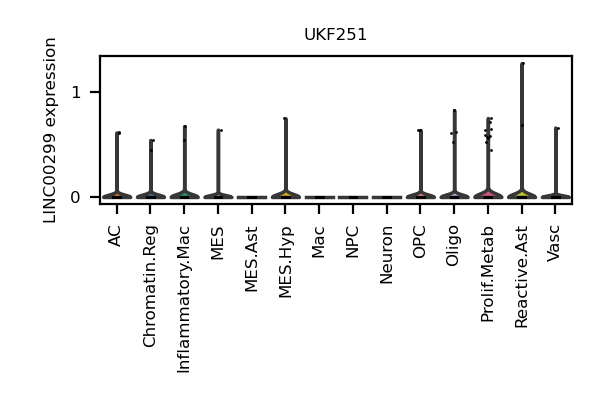 UKF251
LINC00299 expression
1
0
AC
Chromatin.Reg
Inflammatory.Mac
MES
MES.Ast
MES.Hyp
Mac
NPC
Neuron
OPC
Oligo
Prolif.Metab
Reactive.Ast
Vasc